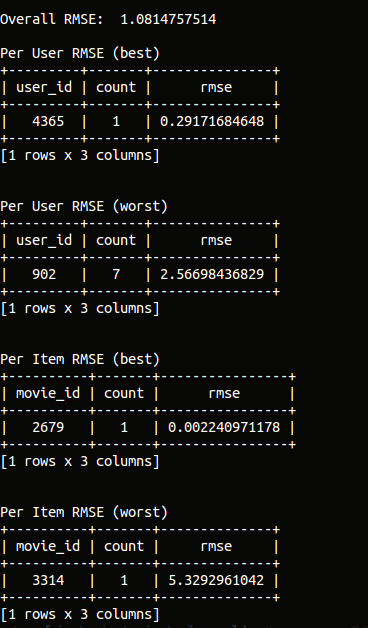 Overall RMSE:  1.0814757514
Per User RMSE (best)
+---------+-------+---------------+
| user_id | count |      rmse     |
+---------+-------+---------------+
|   4365  |   1   | 0.29171684648 |
+---------+-------+---------------+
[1 rows x 3 columns]
Per User RMSE (worst)
+---------+-------+---------------+
| user_id | count |      rmse     |
+---------+-------+---------------+
|   902   |   7   | 2.56698436829 |
+---------+-------+---------------+
[1 rows x 3 columns]
Per Item RMSE (best)
+----------+-------+----------------+
| movie_id | count |      rmse      |
+----------+-------+----------------+
|   2679   |   1   | 0.002240971178 |
+----------+-------+----------------+
[1 rows x 3 columns]
Per Item RMSE (worst)
+----------+-------+--------------+
| movie_id | count |     rmse     |
+----------+-------+--------------+
|   3314   |   1   | 5.3292961042 |
+----------+-------+--------------+
[1 rows x 3 columns]